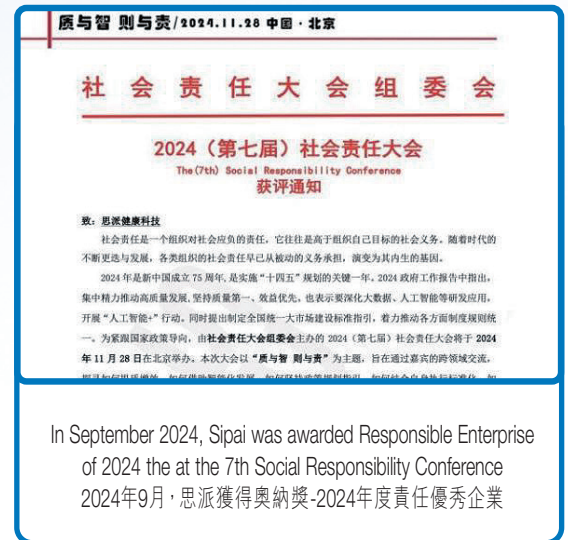 质与智 则与责/2024.11.28 中国·北京
社会责任大会组委会
2024（第七届）社会责任大会
The(7th) Social Responsibility Conference
获评通知
致：思派健康科技
社会责任是一个组织对社会应负的责任，它往往是高于组织自己目标的社会义务。随着时代的
不断更迭与发展，各类组织的社会责任早已从被动的义务承担，演变为其内生的基因。
2024年是新中国成立75周年，是实施“十四五”规划的关键一年。2024政府工作报告中指出，
集中精力推动高质量发展，坚持质量第一、效益优先，也表示要深化大数据、人工智能等研发应用，
开展“人工智能+”行动。同时提出制定全国统一大市场建设标准指引，着力推动各方面制度规则统
一。为紧跟国家政策导向，由社会责任大会组委会主办的2024（第七届）社会责任大会将于2024
年11月28日在北京举办。本次大会以“质与智 则与责”为主题，旨在通过嘉宾的跨领域交流，
In September 2024, Sipai was awarded Responsible Enterprise
of 2024 the at the 7th Social Responsibility Conference
2024年9月，思派獲得奧納獎-2024年度責任優秀企業